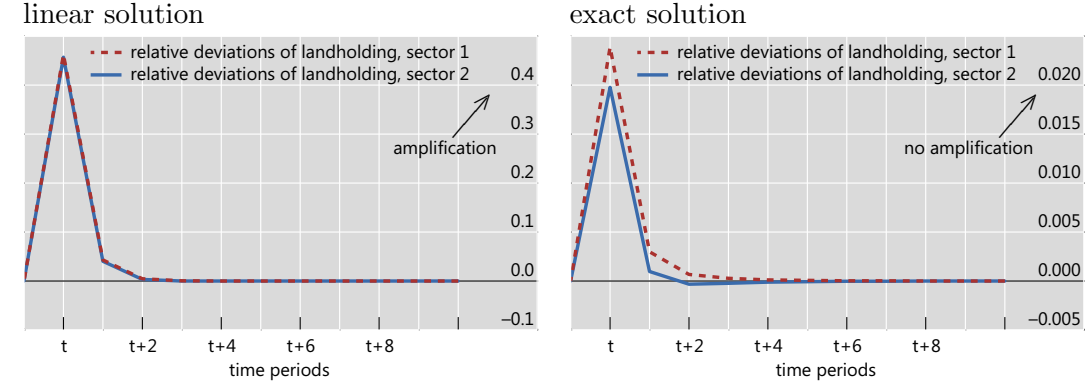 linear solution
relative deviations of landholding, sector 1
relative deviations of landholding, sector 2
0.4
0.3
amplification
0.2
0.1
0.0
–0.1
t t+2 t+4 t+6 t+8
time periods
exact solution
relative deviations of landholding, sector 1
relative deviations of landholding, sector 2
0.020
0.015
no amplification
0.010
0.005
0.000
–0.005
t t+2 t+4 t+6 t+8
time periods